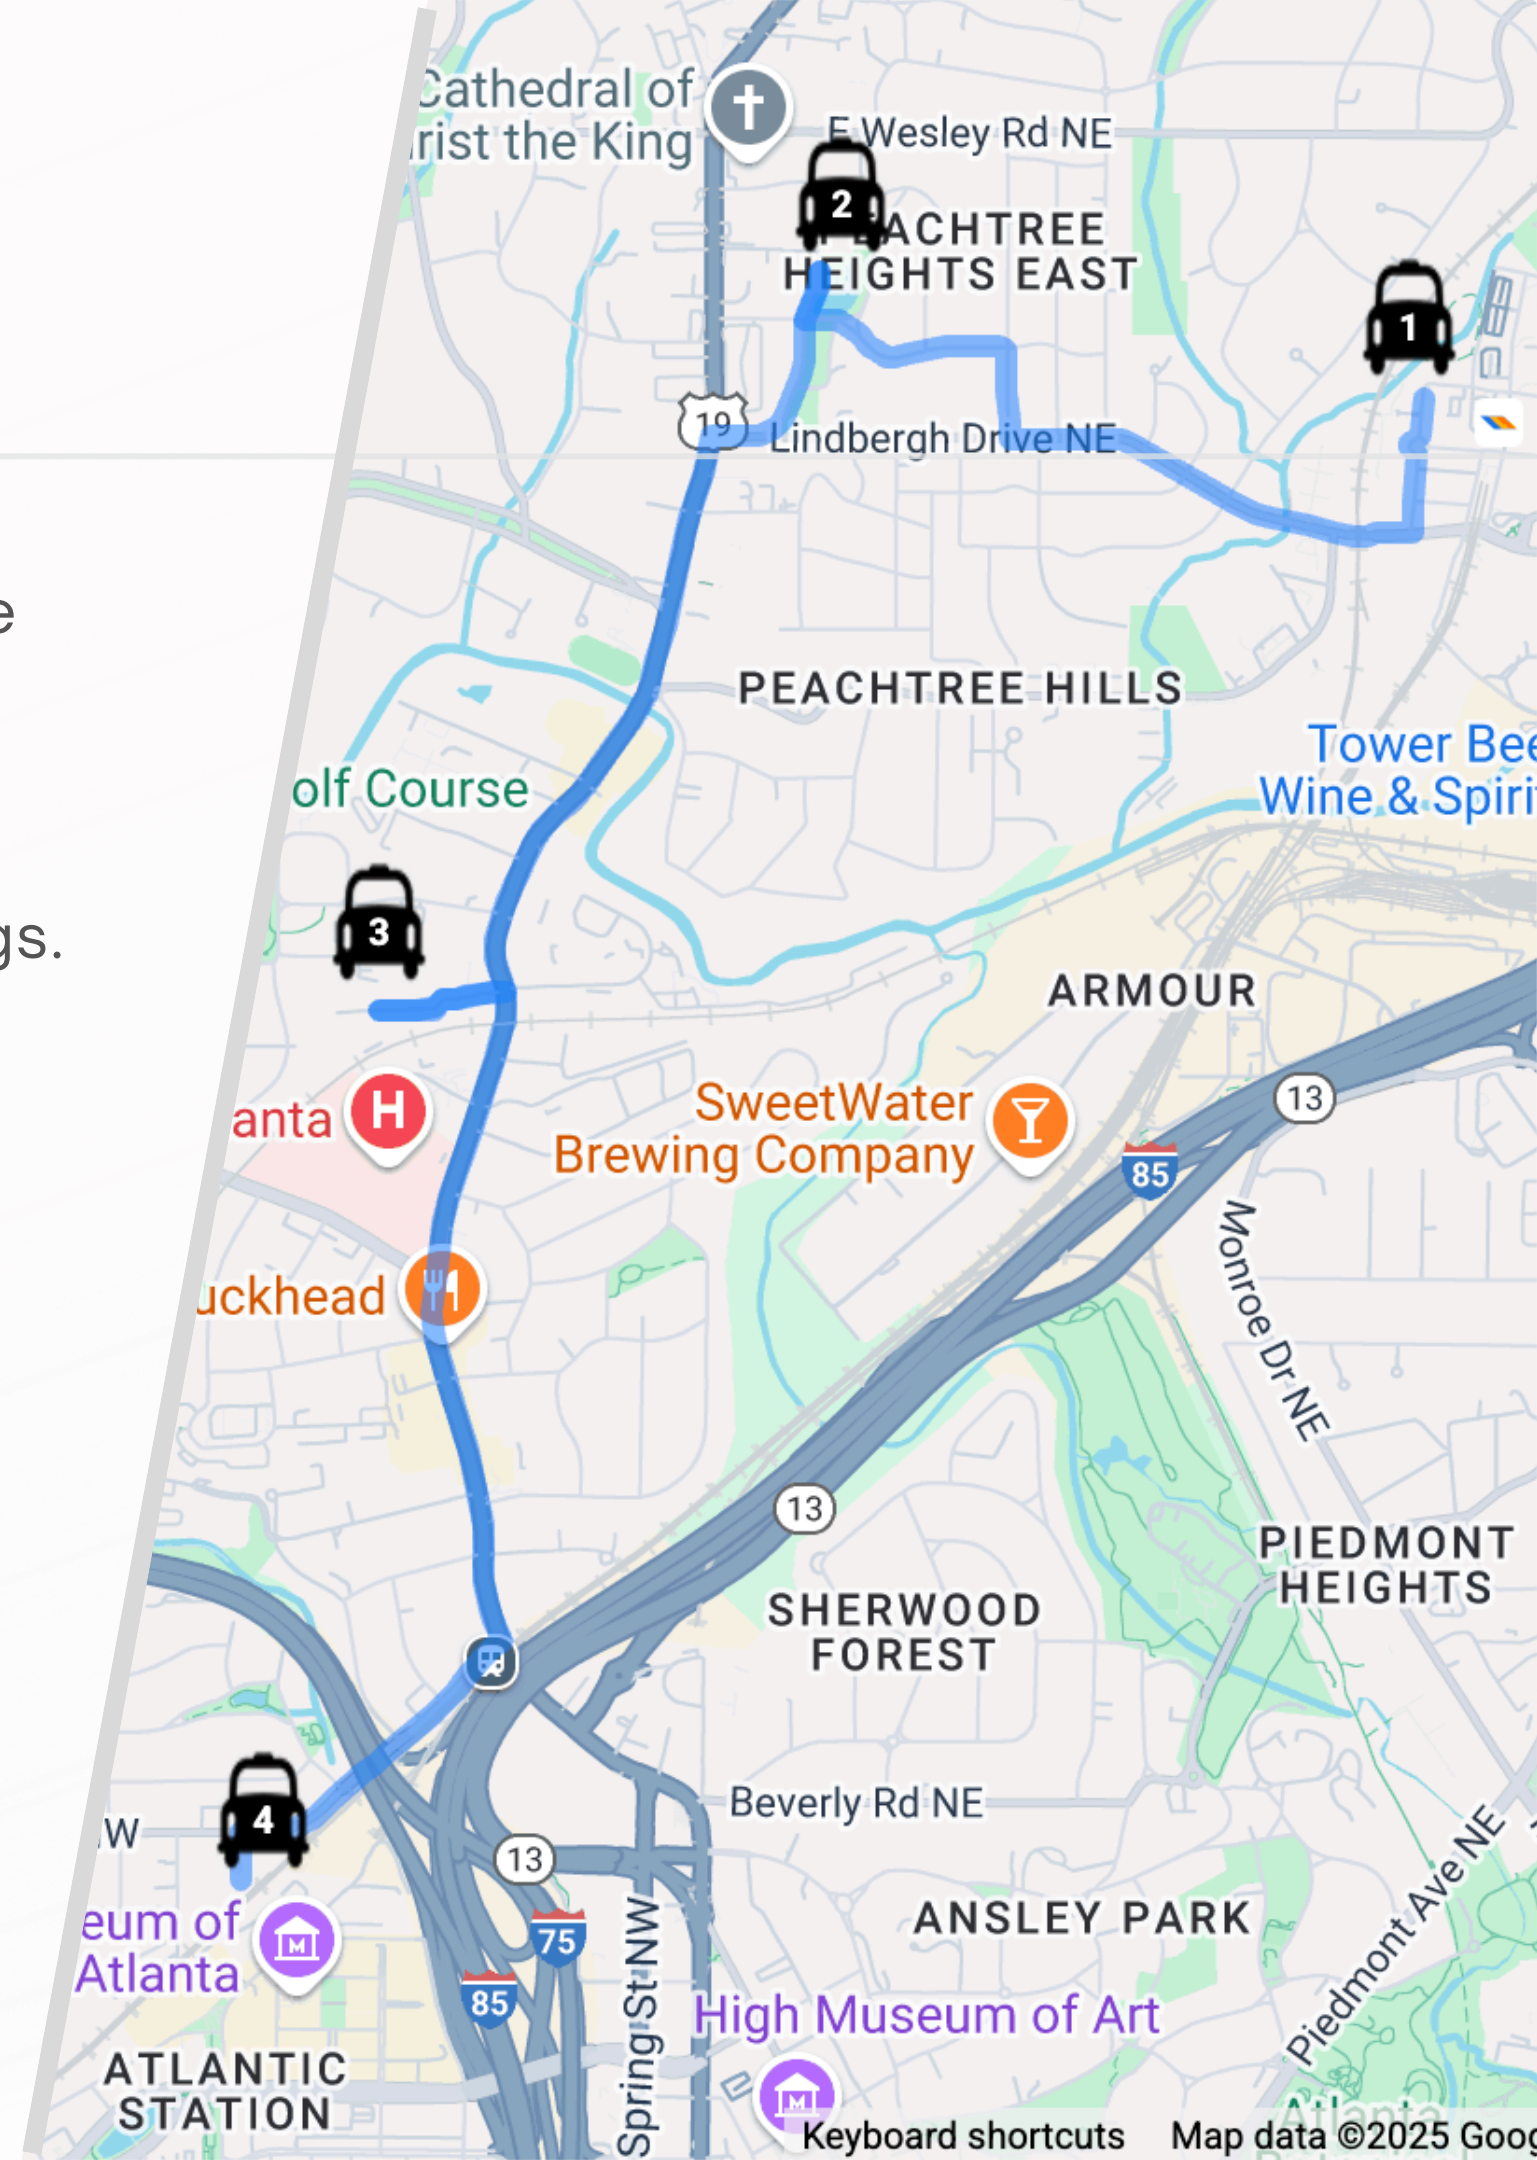 Cathedral of
rist the King
E Wesley Rd NE
2
PEACHTREE
HEIGHTS EAST
1
19
Lindbergh Drive NE
e
PEACHTREE HILLS
Tower Bee
Wine & Spiri
olf Course
3
gs.
ARMOUR
anta
H
SweetWater
Brewing Company
13
85
Monroe Dr NE
uckhead
13
PIEDMONT
HEIGHTS
SHERWOOD
FOREST
Beverly Rd NE
4
W
13
eum of
Atlanta
75
85
Spring St NW
ANSLEY PARK
Piedmont Ave NE
High Museum of Art
ATLANTIC
STATION
Atlanta
Keyboard shortcuts
Map data ©2025 Goog